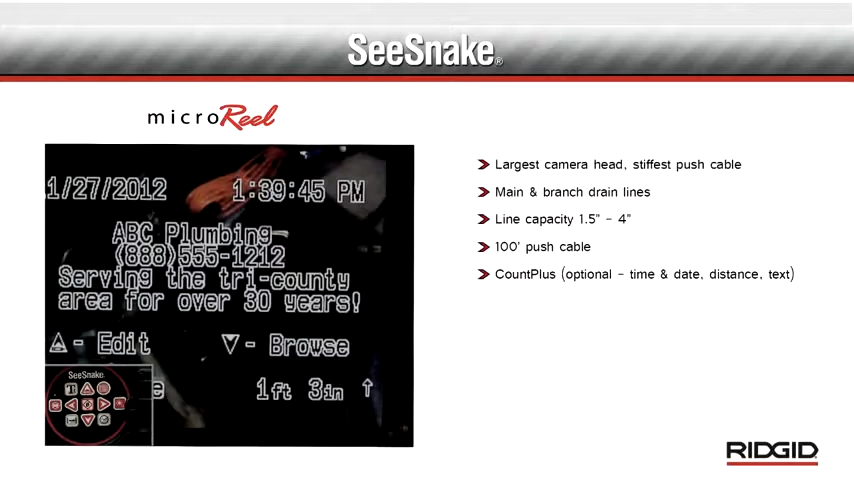 SeeSnake®
microReel
1/27/2012 1:39:45 PM
ABC Plumbing
(888)555-1212
Serving the tri-county
area for over 30 years!
▲ - Edit ▼ - Browse
SeeSnake
e 1ft 3in ↑
T
Largest camera head, stiffest push cable
Main & branch drain lines
Line capacity 1.5" - 4"
100' push cable
CountPlus (optional - time & date, distance, text)
RIDGID